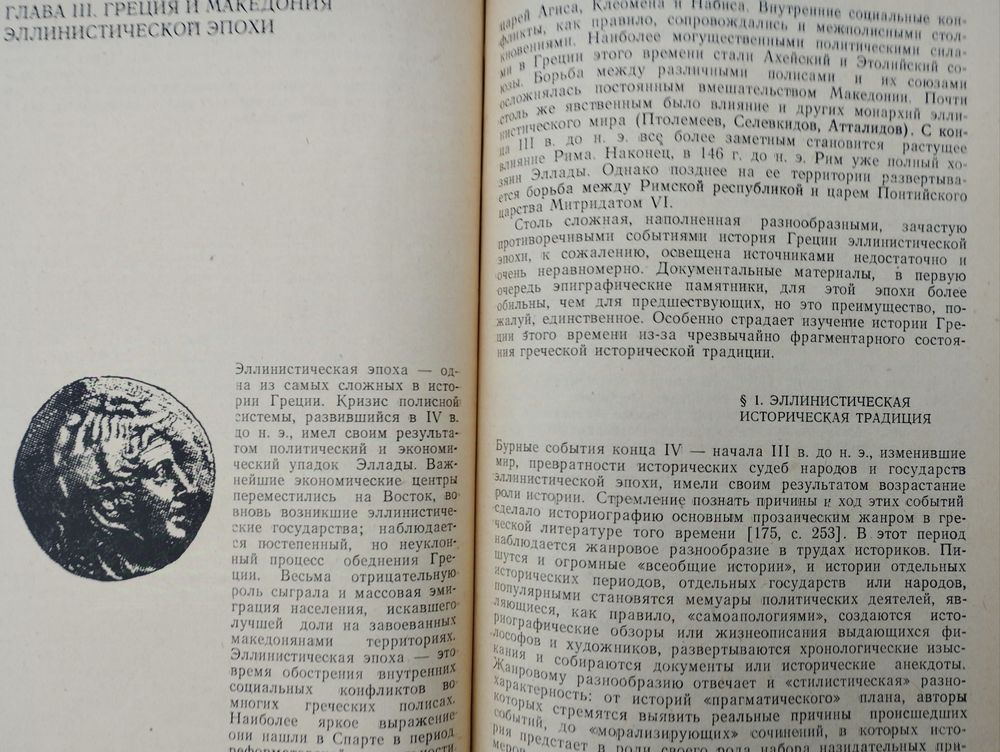 ГЛАВА III. ГРЕЦИЯ И МАКЕДОНИЯ
ЭЛЛИНИСТИЧЕСКОЙ ЭПОХИ
Эллинистическая эпоха — од-
на из самых сложных в исто-
рии Греции. Кризис полисной
системы, развившийся в IV в.
до н. э., имел своим результа-
том политический и экономи-
ческий упадок Эллады. Важ-
нейшие экономические центры
переместились на Восток, во
вновь возникшие эллинистиче-
ские государства; наблюдает-
ся постепенный, но неуклон-
ный процесс обеднения Гре-
ции. Весьма отрицательную
роль сыграла и массовая эми-
грация населения, искавшего
лучшей доли на завоеванных
македонянами территориях.
Эллинистическая эпоха — это
время обострения внутренних
социальных конфликтов во
многих греческих полисах.
Наиболее яркое выражение
они нашли в Спарте в период
царей Агиса, Клеомена и Набиса. Внутренние социальные кон-
фликты, как правило, сопровождались и межполисными стол-
кновениями. Наиболее могущественными политическими сила-
ми в Греции этого времени стали Ахейский и Этолийский со-
юзы. Борьба между различными полисами и их союзами
осложнялась постоянным вмешательством Македонии. Почти
столь же явственным было влияние и других монархий элли-
нистического мира (Птолемеев, Селевкидов, Атталидов). С кон-
ца III в. до н. э. все более заметным становится растущее
влияние Рима. Наконец, в 146 г. до н. э. Рим уже полный хо-
зяин Эллады. Однако позднее на ее территории развертыва-
ется борьба между Римской республикой и царем Понтийского
царства Митридатом VI.
Столь сложная, наполненная разнообразными, зачастую
противоречивыми событиями история Греции эллинистической
эпохи, к сожалению, освещена источниками недостаточно и
очень неравномерно. Документальные материалы, в первую
очередь эпиграфические памятники, для этой эпохи более
обильны, чем для предшествующих, но это преимущество, по-
жалуй, единственное. Особенно страдает изучение истории Гре-
ции этого времени из-за чрезвычайно фрагментарного состоя-
ния греческой исторической традиции.
§ 1. ЭЛЛИНИСТИЧЕСКАЯ
ИСТОРИЧЕСКАЯ ТРАДИЦИЯ
Бурные события конца IV — начала III в. до н. э., изменившие
мир, превратности исторических судеб народов и государств
эллинистической эпохи, имели своим результатом возрастание
роли истории. Стремление познать причины и ход этих событий
сделало историографию основным прозаическим жанром в гре-
ческой литературе того времени [175, с. 253]. В этот период
наблюдается жанровое разнообразие в трудах историков. Пи-
шутся и огромные «всеобщие истории», и истории отдельных
исторических периодов, отдельных государств или народов,
популярными становятся мемуары политических деятелей, яв-
ляющиеся, как правило, «самоапологиями», создаются исто-
риографические обзоры или жизнеописания выдающихся фи-
лософов и художников, развертываются хронологические изыс-
кания и собираются документы или исторические анекдоты.
Жанровому разнообразию отвечает и «стилистическая» разно-
характерность: от историй «прагматического» плана, авторы
которых стремятся выявить реальные причины происшедших
событий, до «морализирующих» сочинений, в которых исто-
рия предстает в роли своего рода набора назидательных при-